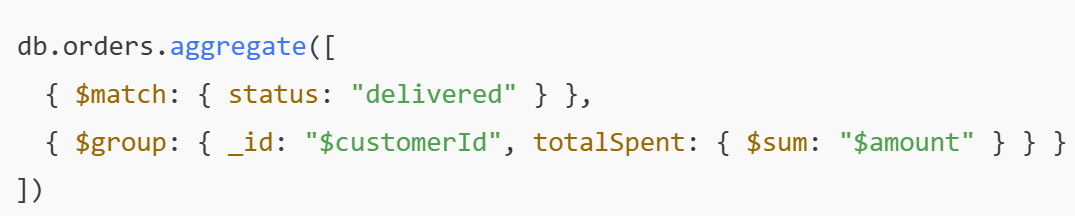 db.orders.aggregate([
  { $match: { status: "delivered" } },
  { $group: { _id: "$customerId", totalSpent: { $sum: "$amount" } } }
])